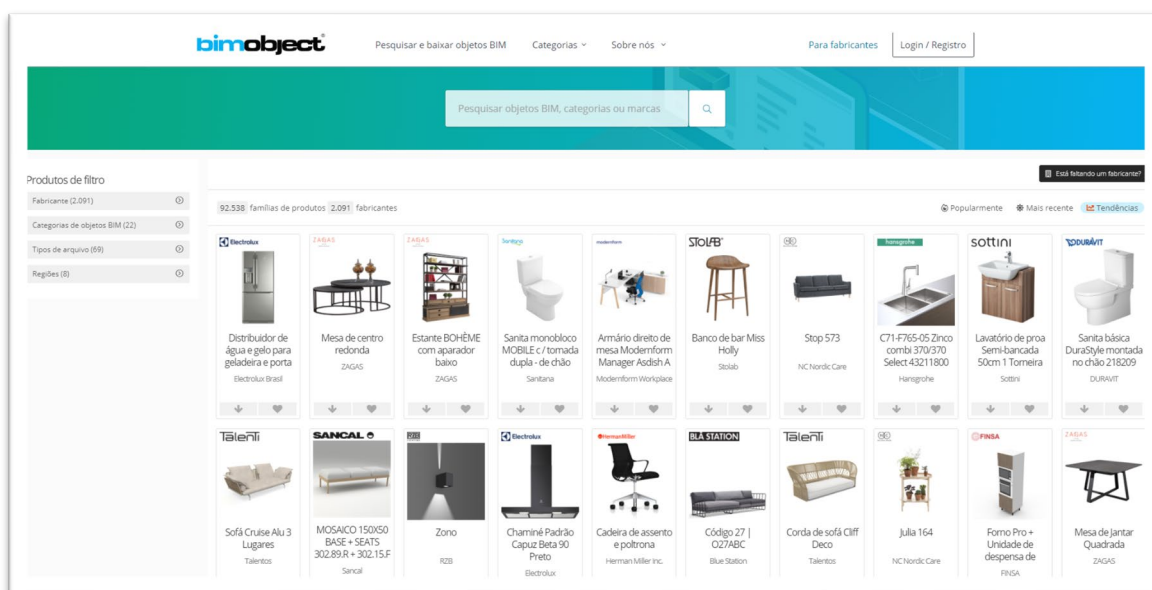 bimobject
Pesquisar e baixar objetos BIM
Categorias
Sobre nós
Para fabricantes
Login / Registro
Pesquisar objetos BIM, categorias ou marcas
Está faltando um fabricante?
Produtos de filtro
Fabricante (2.091)
Categorias de objetos BIM (22)
Tipos de arquivo (69)
Regiões (8)
92.538 famílias de produtos 2.091 fabricantes
Popularmente
Mais recente
Tendências
Electrolux
Distribuidor de
água e gelo para
geladeira e porta
Electrolux Brasil
ZAGAS
Mesa de centro
redonda
ZAGAS
ZAGAS
Estante BOHÈME
com aparador
baixo
ZAGAS
Sanitana
Sanita monobloco
MOBILE c / tomada
dupla - de chão
Sanitana
modernform
Armário direito de
mesa Modernform
Manager Asdish A
Modernform Workplace
STOLAB
Banco de bar Miss
Holly
Stolab
Stop 573
NC Nordic Care
hansgrohe
C71-F765-05 Zinco
combi 370/370
Select 43211800
Hansgrohe
sottini
Lavatório de proa
Semi-bancada
50cm 1 Torneira
Sottini
DURAVIT
Sanita básica
DuraStyle montada
no chão 218209
DURAVIT
Talenti
Sofá Cruise Alu 3
Lugares
Talentos
SANCAL
MOSAICO 150X50
BASE + SEATS
302.89.R + 302.15.F
Sancal
RZB
Zono
RZB
Electrolux
Chaminé Padrão
Capuz Beta 90
Preto
Electrolux
HermanMiller
Cadeira de assento
e poltrona
Herman Miller Inc.
BLÅ STATION
Código 27 |
O27ABC
Blue Station
Talenti
Corda de sofá Cliff
Deco
Talentos
Julia 164
NC Nordic Care
FINSA
Forno Pro +
Unidade de
despensa de
FINSA
ZAGAS
Mesa de Jantar
Quadrada
ZAGAS